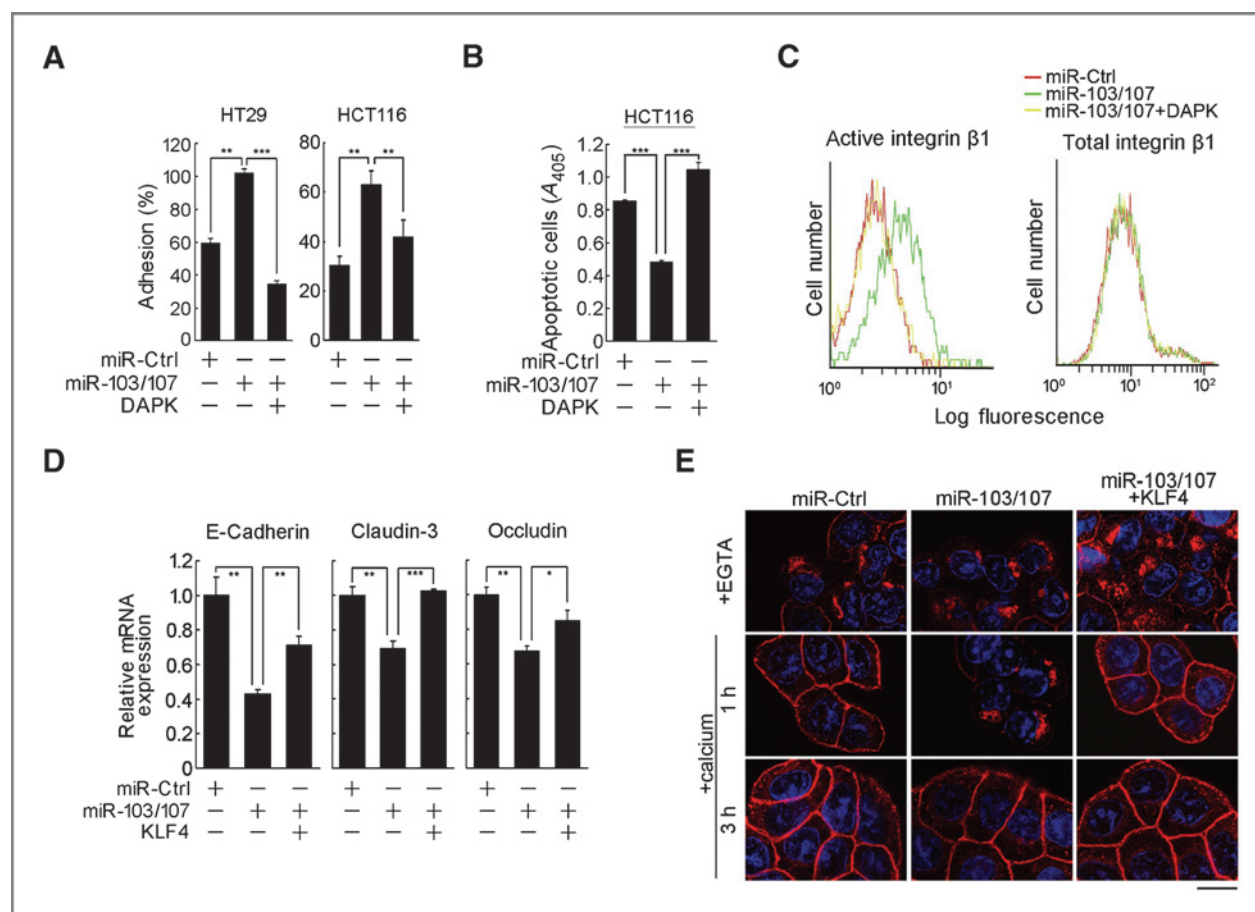 A
HT29
HCT116
Adhesion (%)
120
100
80
60
40
20
0
80
60
40
20
0
** ***
** **
miR-Ctrl + − − + − −
miR-103/107 − + + − + +
DAPK − − + − − +
B
HCT116
Apoptotic cells (A405)
1.2
1.0
0.8
0.6
0.4
0.2
0
*** ***
miR-Ctrl + − −
miR-103/107 − + +
DAPK − − +
C
miR-Ctrl
miR-103/107
miR-103/107+DAPK
Active integrin β1
Total integrin β1
Cell number
Cell number
10⁰ 10¹
10⁰ 10¹ 10²
Log fluorescence
D
E-Cadherin
Claudin-3
Occludin
Relative mRNA
expression
1.2
1.0
0.8
0.6
0.4
0.2
0
** **
** ***
** *
miR-Ctrl + − − + − − + − −
miR-103/107 − + + − + + − + +
KLF4 − − + − − + − − +
E
miR-Ctrl
miR-103/107
miR-103/107
+KLF4
+EGTA
+calcium
1 h
3 h